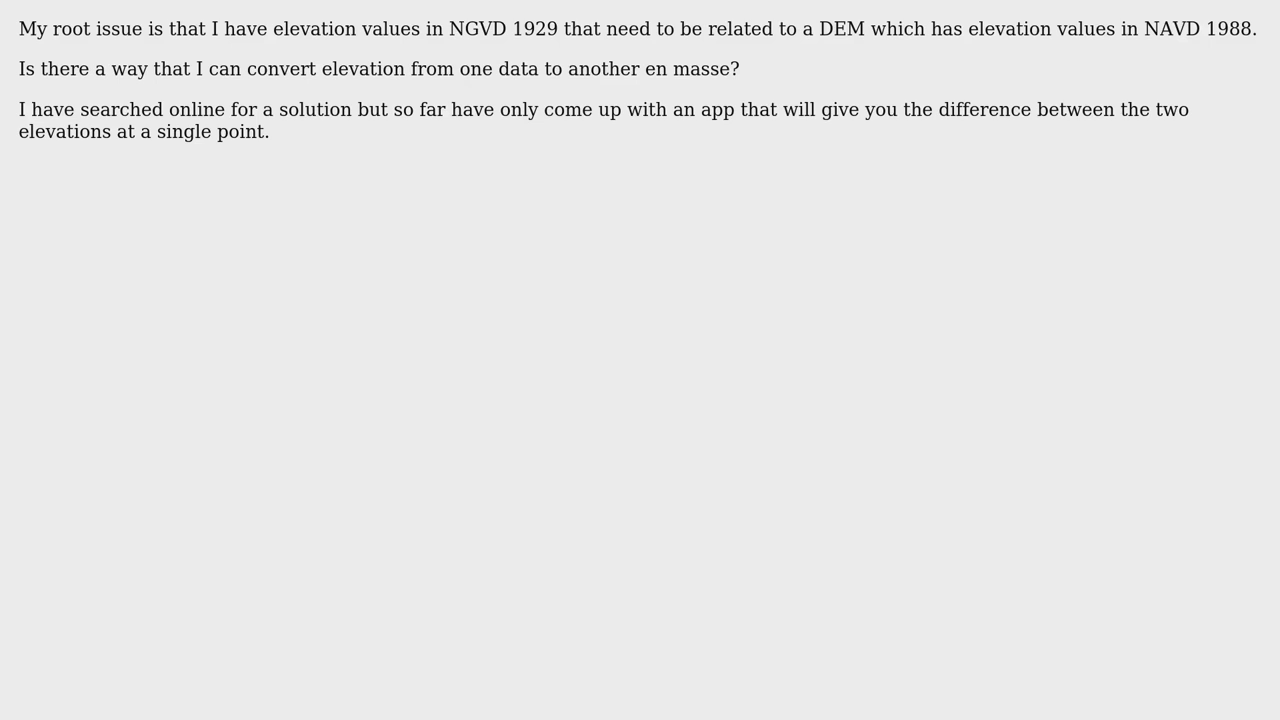 My root issue is that I have elevation values in NGVD 1929 that need to be related to a DEM which has elevation values in NAVD 1988.
Is there a way that I can convert elevation from one data to another en masse?
I have searched online for a solution but so far have only come up with an app that will give you the difference between the two
elevations at a single point.